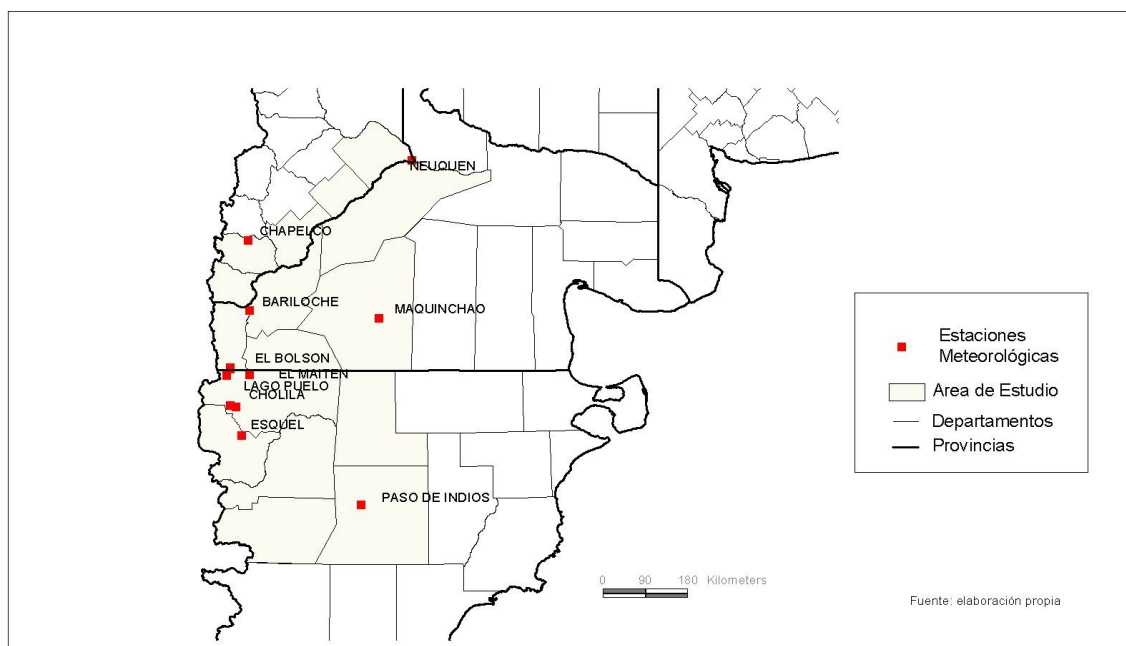 NEUQUEN
CHAPELCO
BARILOCHE
MAQUINCHAO
EL BOLSON
EL MAITEN
LAGO PUELO
CHOLILA
ESQUEL
PASO DE INDIOS
Estaciones
Meteorológicas
Area de Estudio
Departamentos
Provincias
0 90 180 Kilometers
Fuente: elaboración propia